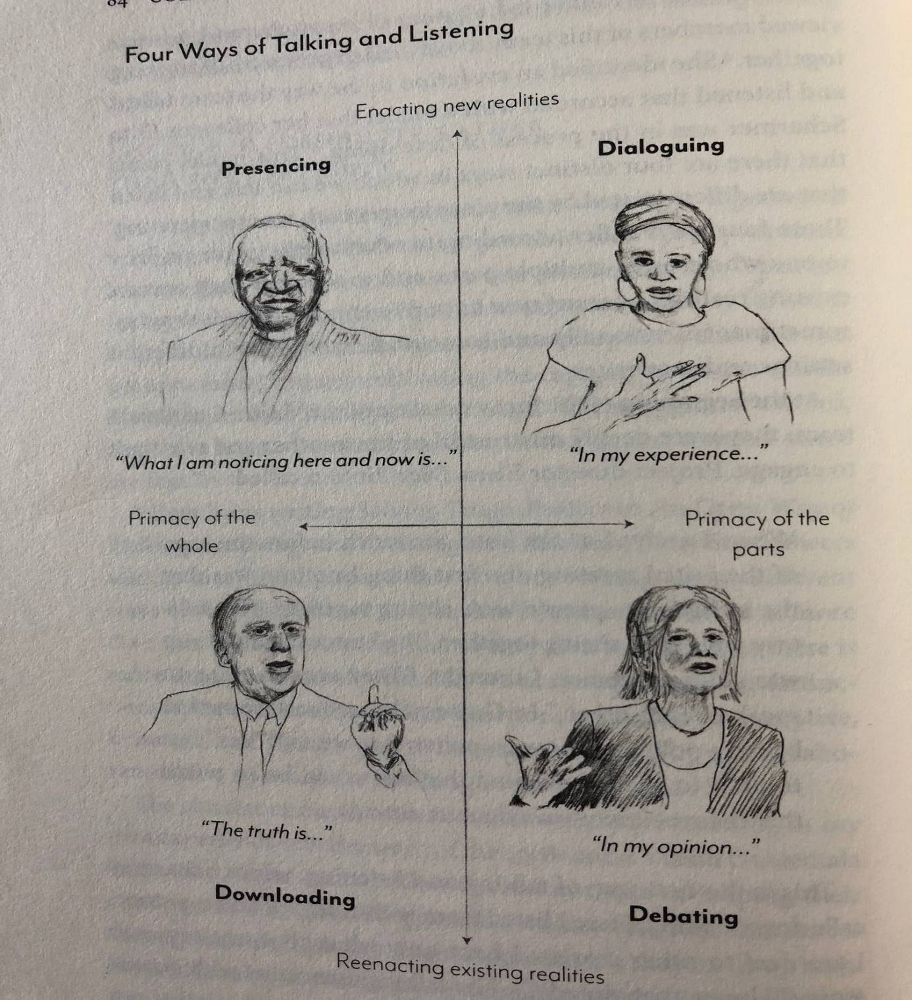 84
Four Ways of Talking and Listening
Enacting new realities
Presencing
Dialoguing
“What I am noticing here and now is...”
“In my experience...”
Primacy of the
whole
Primacy of the
parts
“The truth is...”
“In my opinion...”
Downloading
Debating
Reenacting existing realities